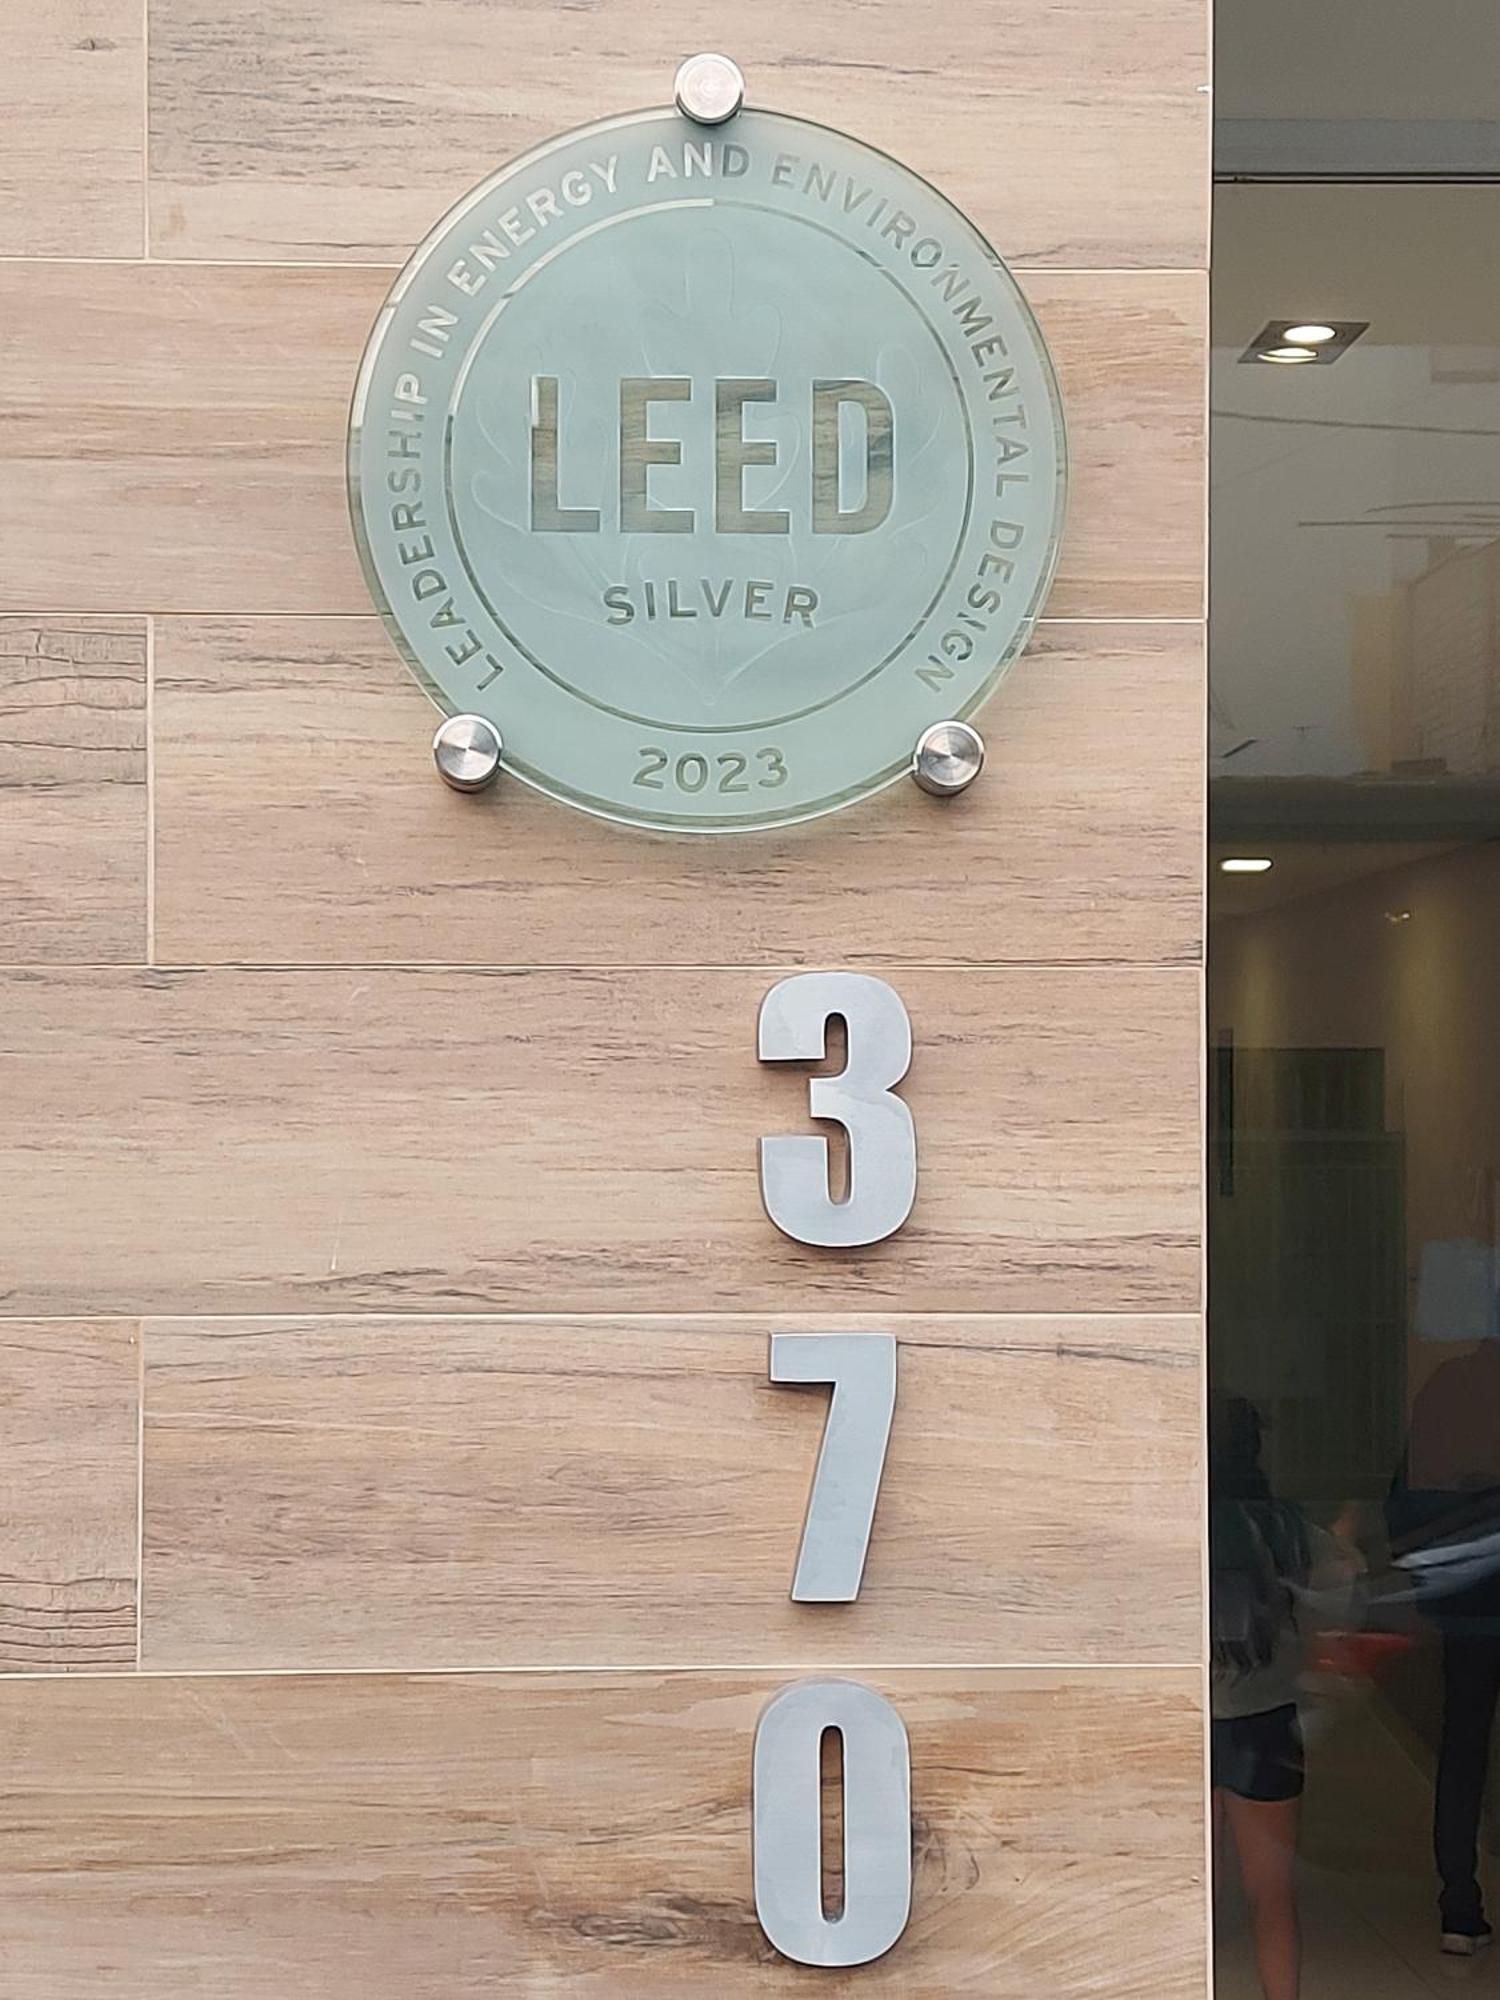 LEADERSHIP IN ENERGY AND ENVIRONMENTAL DESIGN
LEED
SILVER
2023
3
7
0